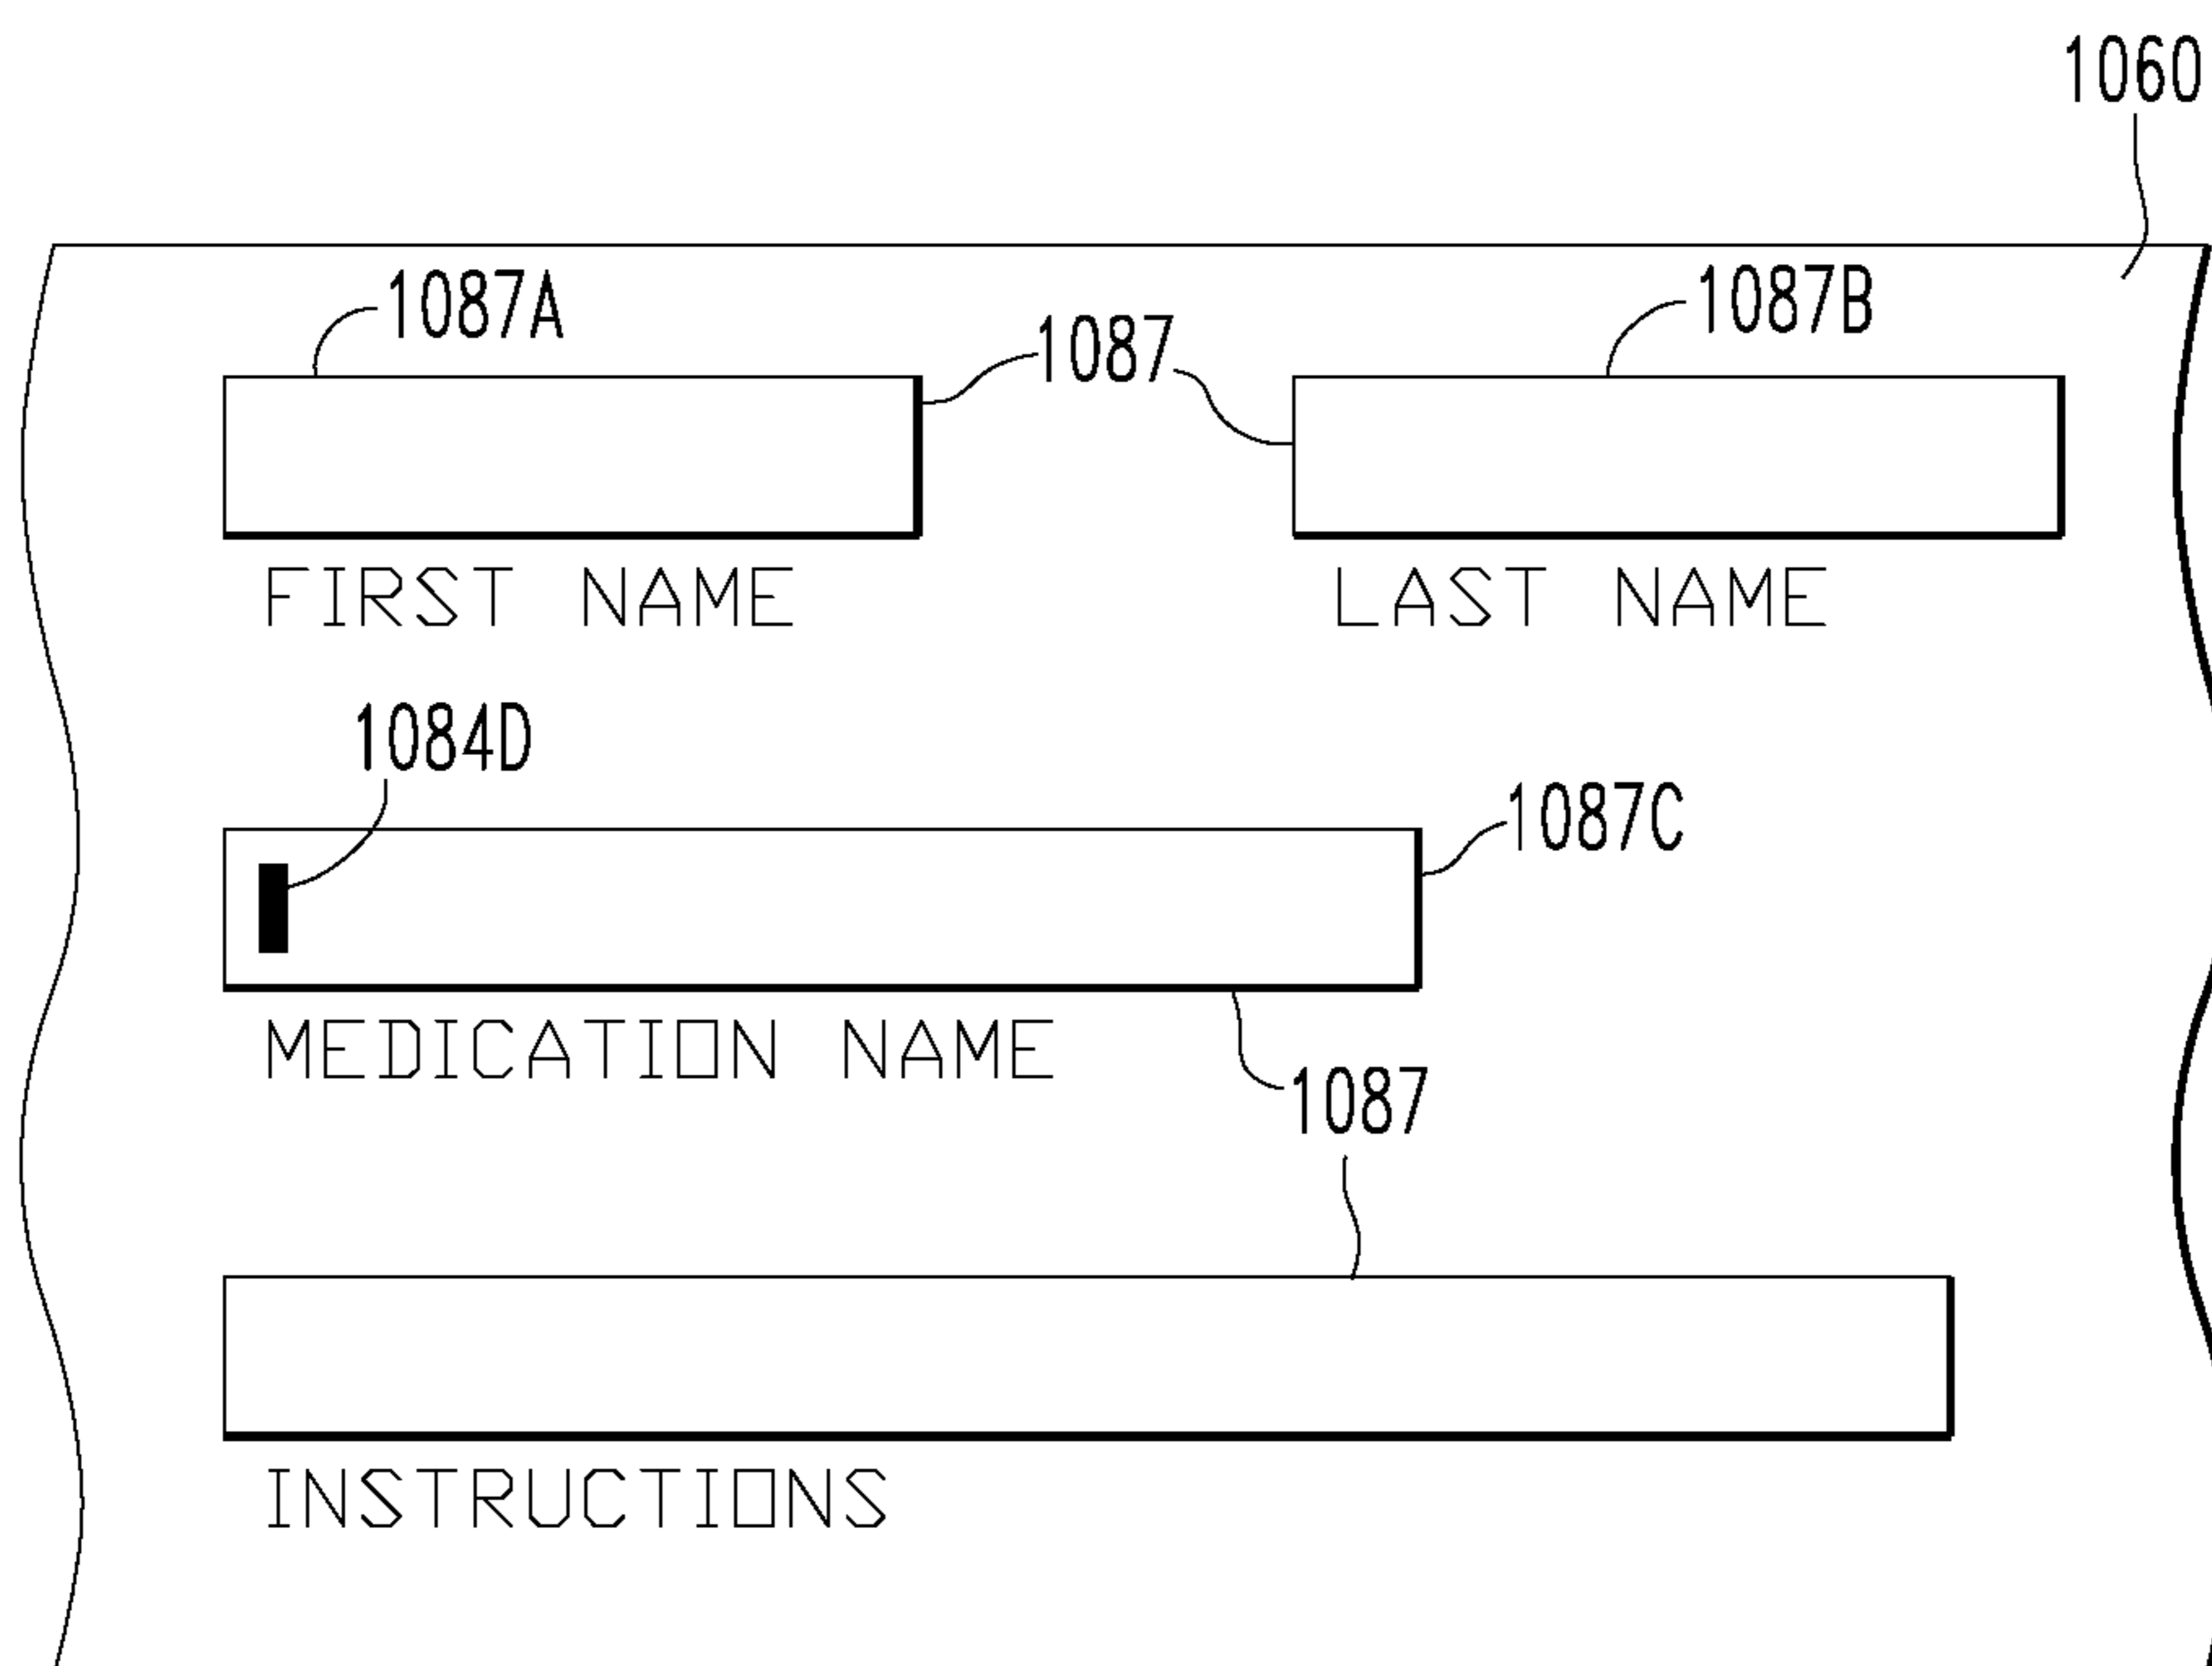 1060
1087A 1087 1087B
FIRST NAME LAST NAME
1084D
1087C
MEDICATION NAME
1087
INSTRUCTIONS